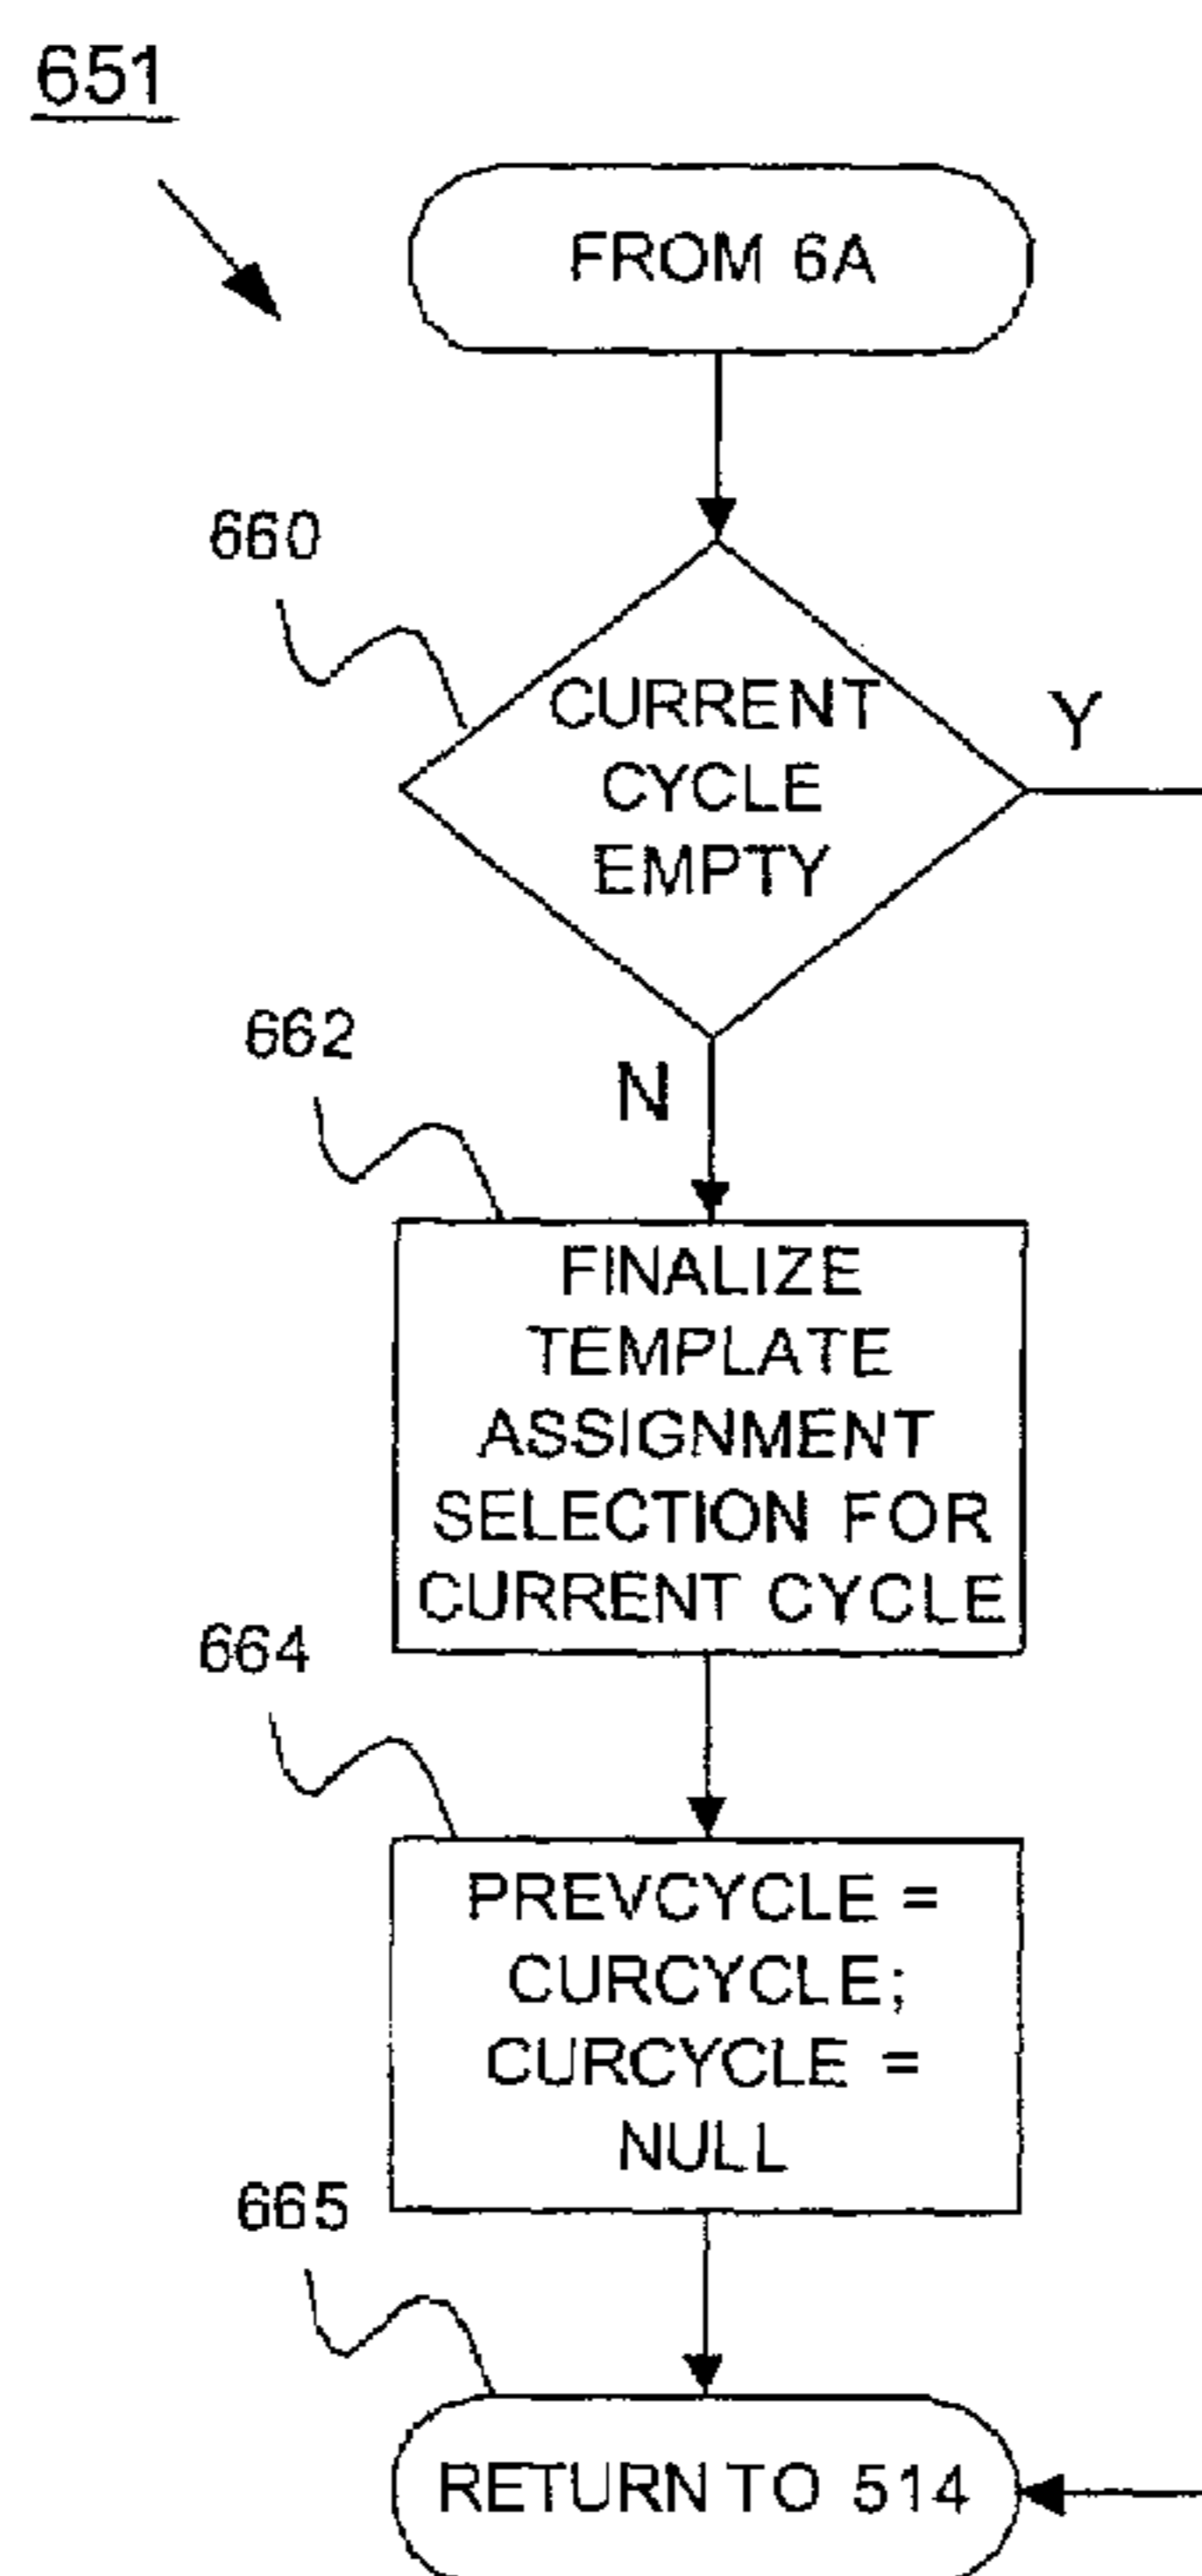 651
FROM 6A
660
CURRENT
CYCLE
EMPTY
Y
N
662
FINALIZE
TEMPLATE
ASSIGNMENT
SELECTION FOR
CURRENT CYCLE
664
PREVCYCLE =
CURCYCLE;
CURCYCLE =
NULL
665
RETURN TO 514